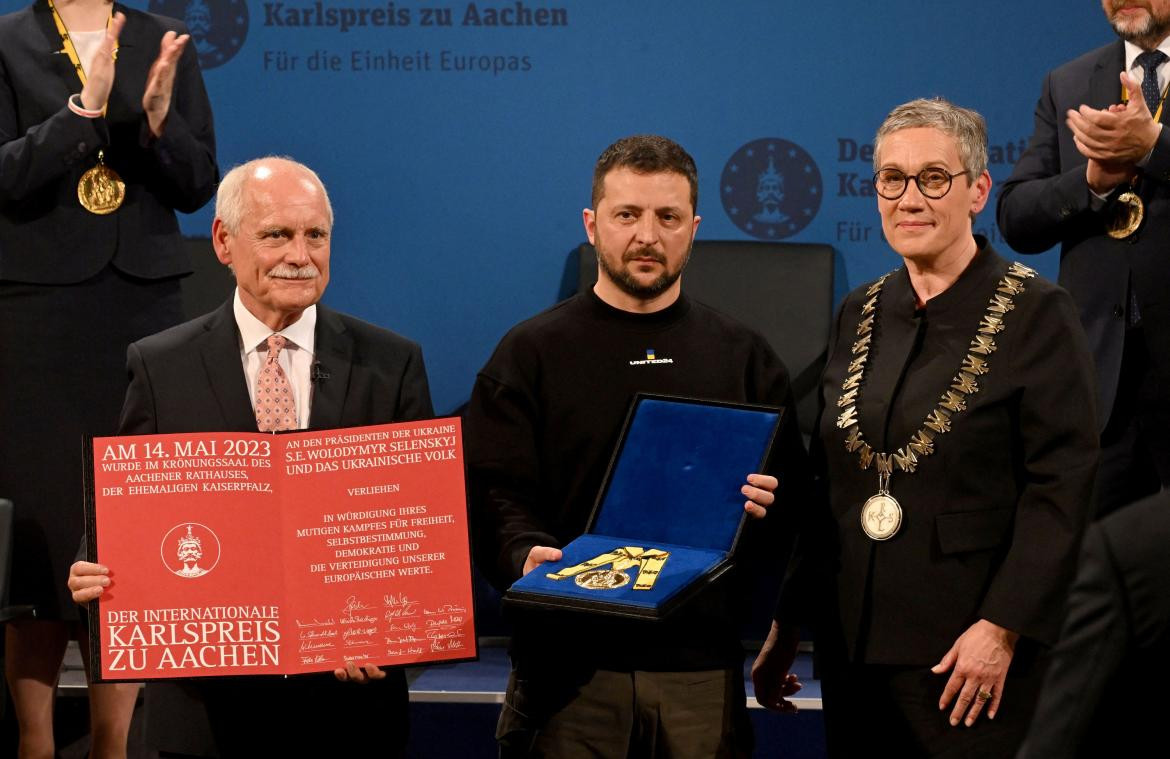 Karlspreis zu Aachen
Für die Einheit Europas
UNITED24
AM 14. MAI 2023
WURDE IM KRÖNUNGSSAAL DES
AACHENER RATHAUSES,
DER EHEMALIGEN KAISERPFALZ,
DER INTERNATIONALE
KARLSPREIS
ZU AACHEN
AN DEN PRÄSIDENTEN DER UKRAINE
S.E. WOLODYMYR SELENSKYJ
UND DAS UKRAINISCHE VOLK
VERLIEHEN
IN WÜRDIGUNG IHRES
MUTIGEN KAMPFES FÜR FREIHEIT,
SELBSTBESTIMMUNG,
DEMOKRATIE UND
DIE VERTEIDIGUNG UNSERER
EUROPÄISCHEN WERTE.